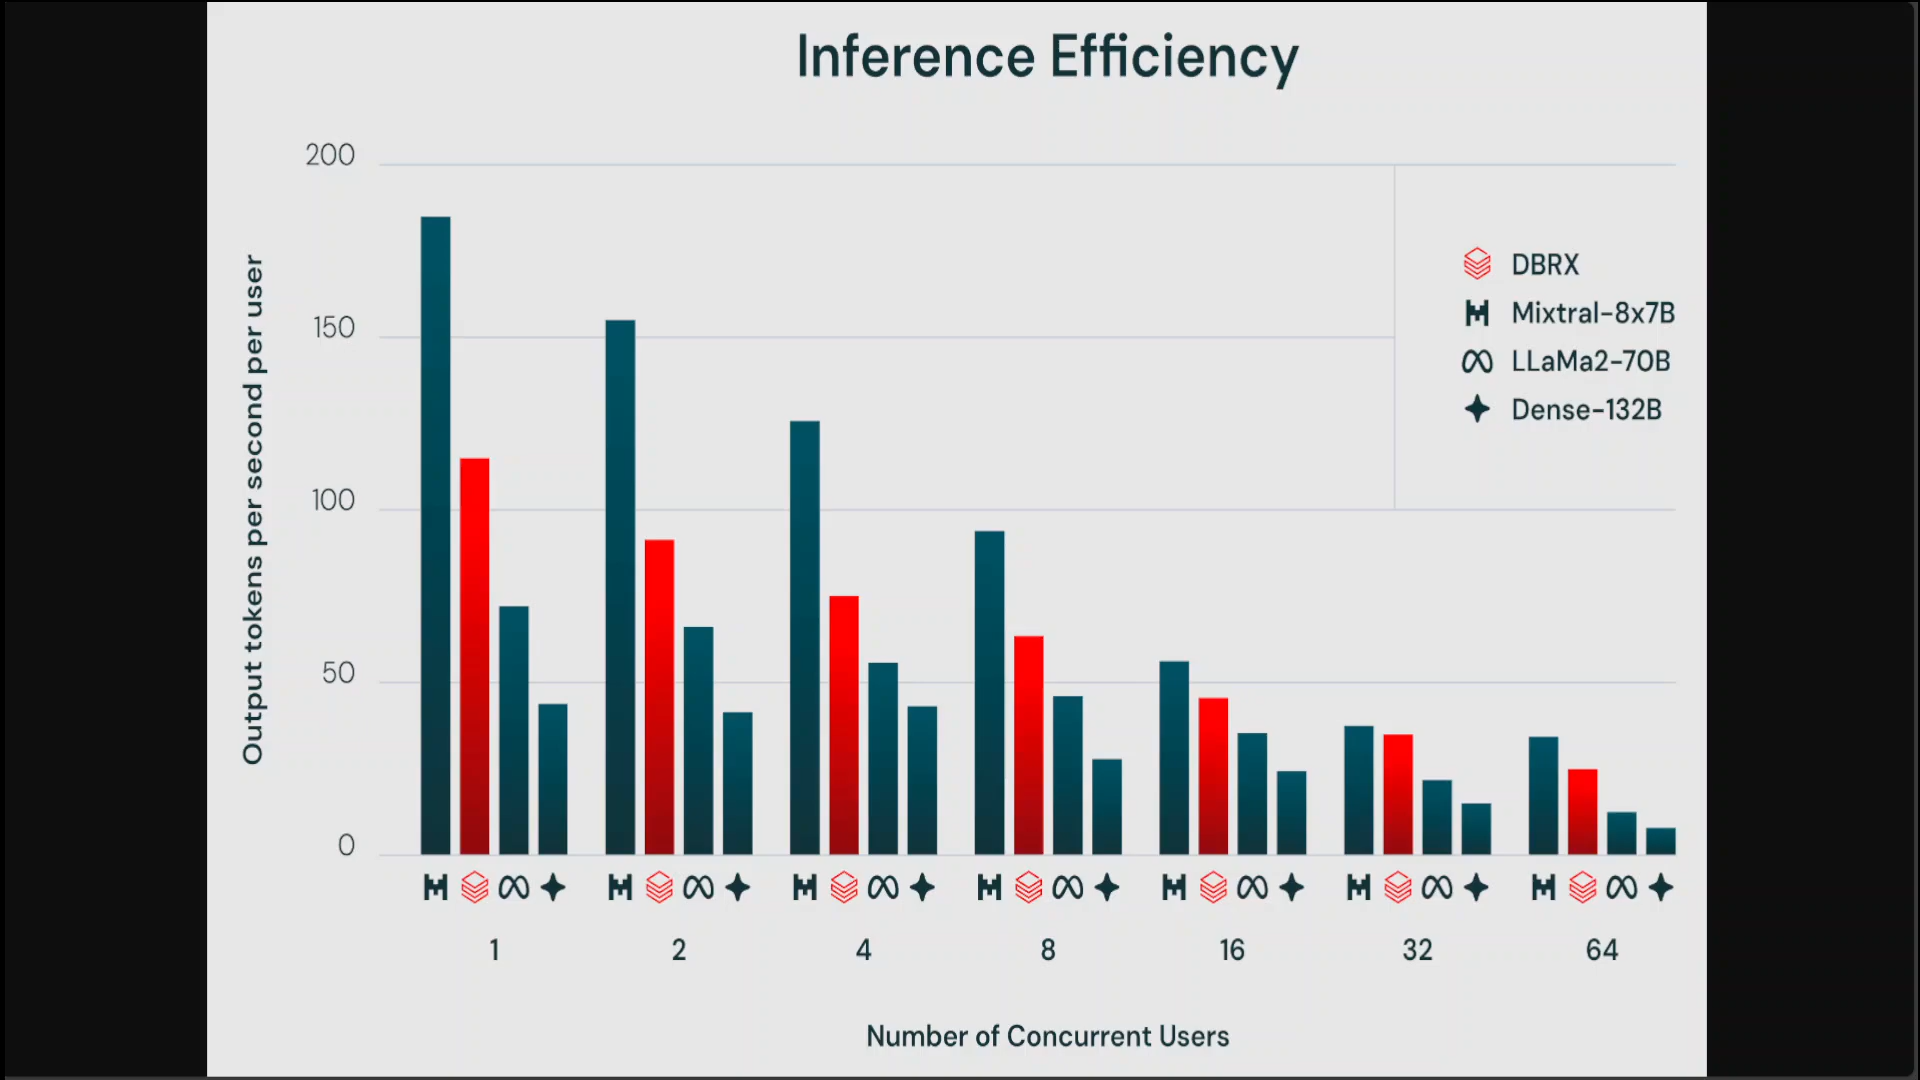 Inference Efficiency
Output tokens per second per user
200
150
100
50
0
DBRX
Mixtral-8x7B
LLaMa2-70B
Dense-132B
1 2 4 8 16 32 64
Number of Concurrent Users